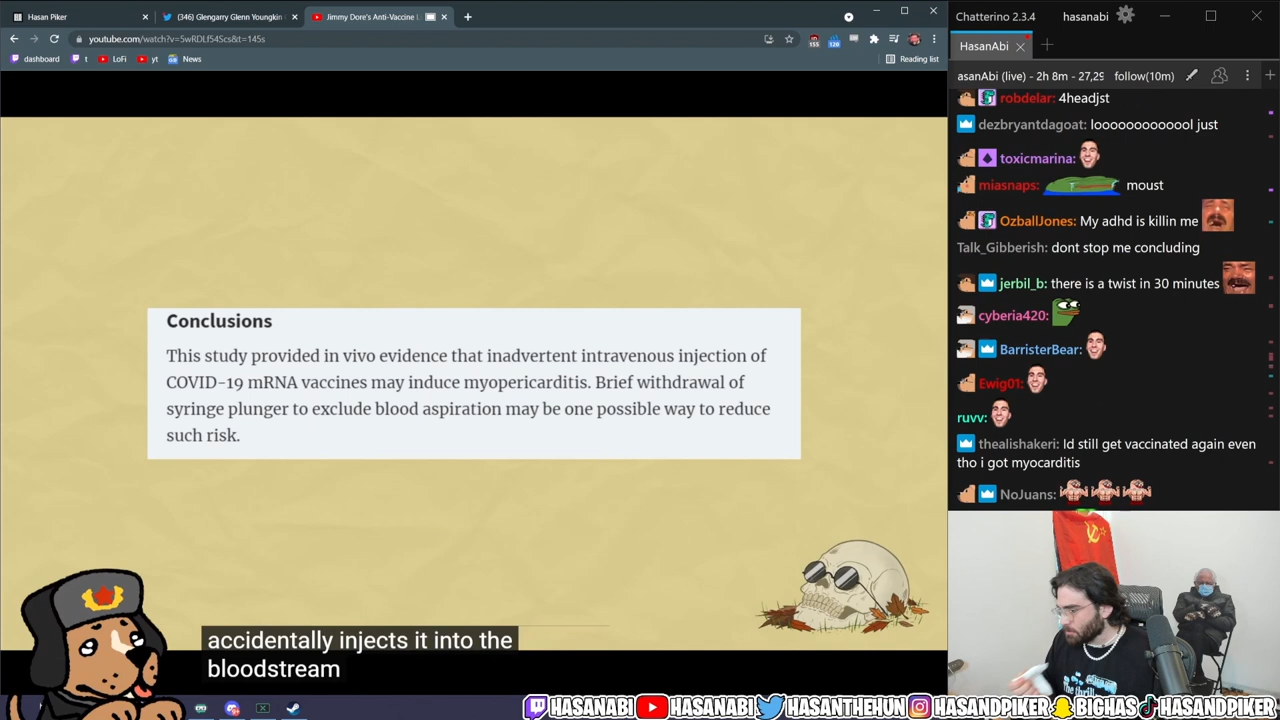 Hasan Piker
(346) Glengarry Glenn Youngkin
Jimmy Dore's Anti-Vaccine
youtube.com/watch?v=5wRDLf54Scs&t=145s
155
120
dashboard
t
LoFi
yt
News
Reading list
Conclusions
This study provided in vivo evidence that inadvertent intravenous injection of
COVID-19 mRNA vaccines may induce myopericarditis. Brief withdrawal of
syringe plunger to exclude blood aspiration may be one possible way to reduce
such risk.
accidentally injects it into the
bloodstream
Chatterino 2.3.4
hasanabi
HasanAbi
asanAbi (live) - 2h 8m - 27,29
follow(10m)
robdelar: 4headjst
dezbryantdagoat: looooooooooool just
toxicmarina:
miasnaps: moust
OzballJones: My adhd is killin me
Talk_Gibberish: dont stop me concluding
jerbil_b: there is a twist in 30 minutes
cyberia420:
BarristerBear:
Ewig01:
ruvv:
thealishakeri: Id still get vaccinated again even
tho i got myocarditis
NoJuans:
HASANABI HASANABI HASANTHEHUN HASANDPIKER BIGHAS HASANDPIKER